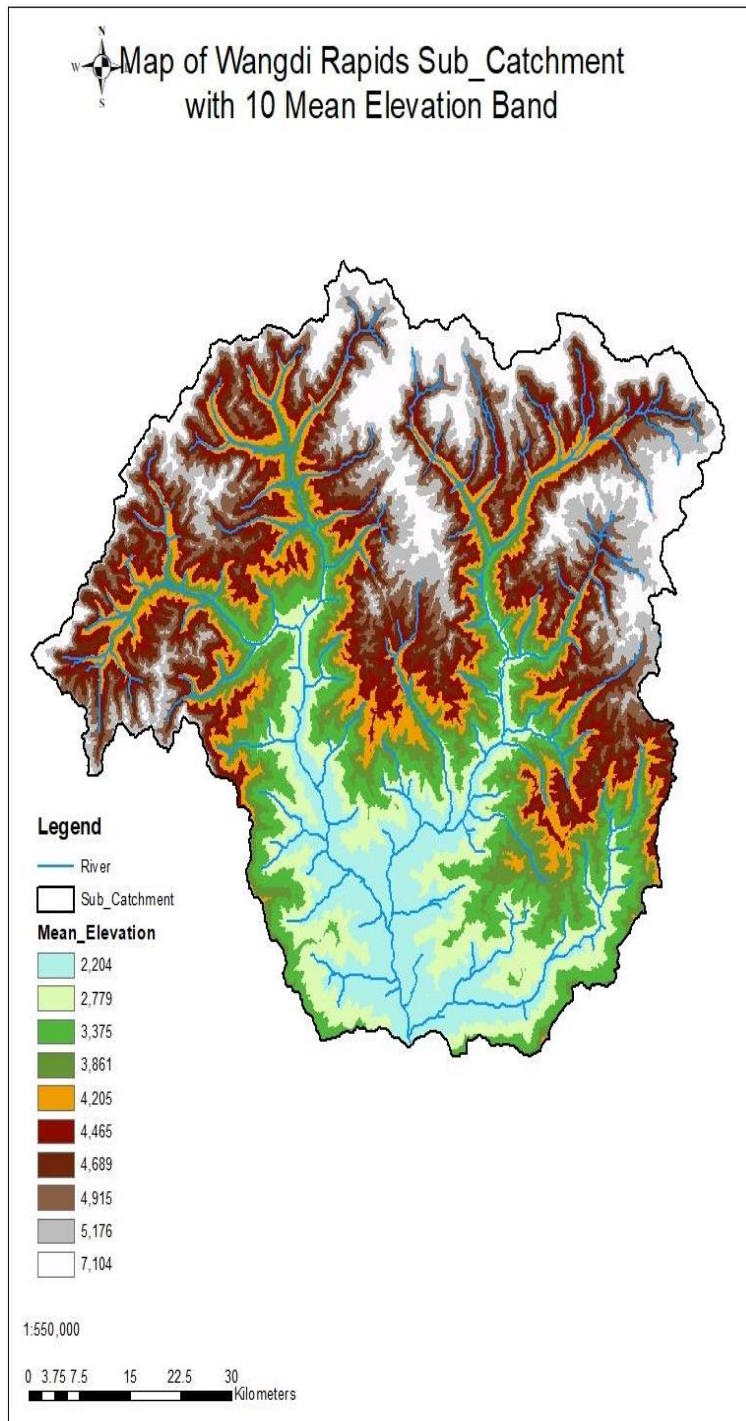 N
W
S
Map of Wangdi Rapids Sub_Catchment
with 10 Mean Elevation Band
Legend
River
Sub_Catchment
Mean_Elevation
2,204
2,779
3,375
3,861
4,205
4,465
4,689
4,915
5,176
7,104
1:550,000
0 3.75 7.5 15 22.5 30
Kilometers